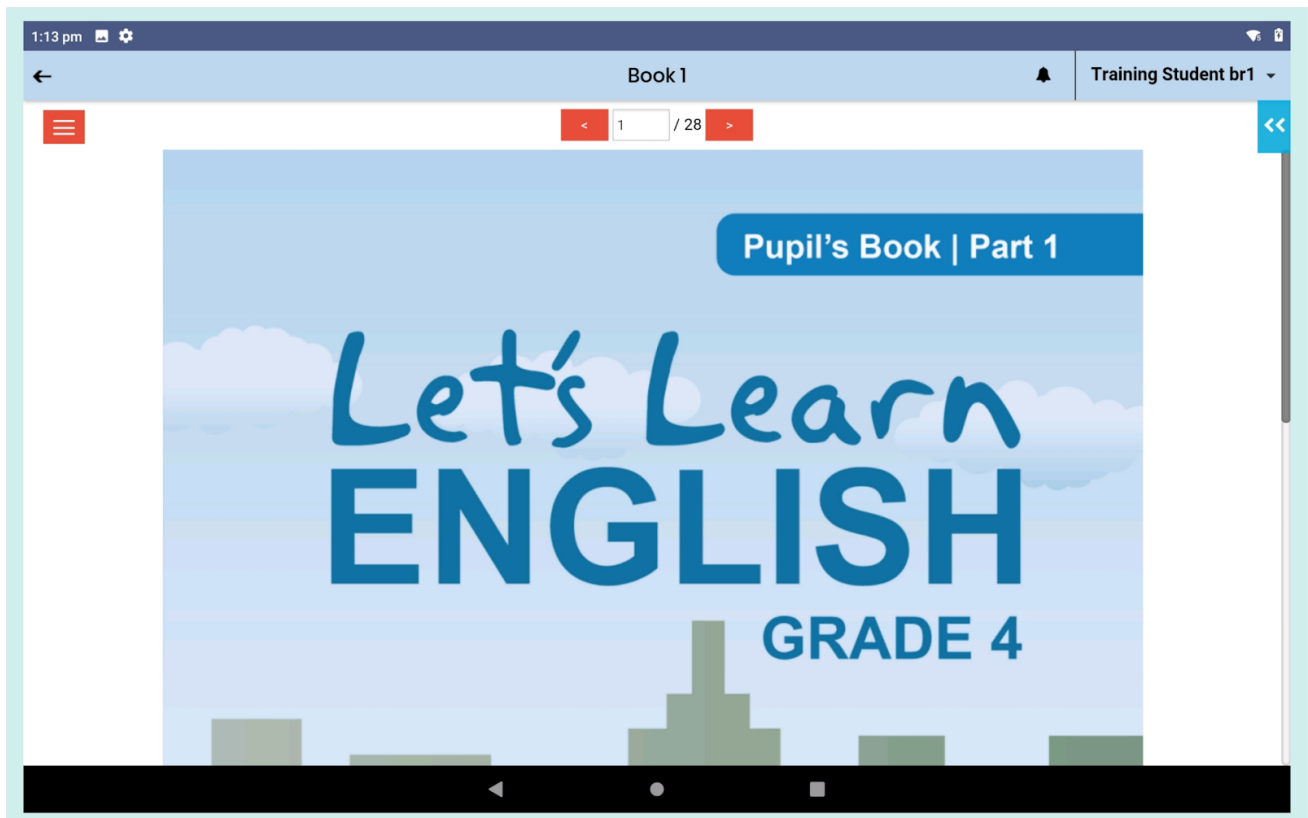 1:13 pm
Book 1
Training Student br1
< 1 / 28 >
Pupil’s Book | Part 1
Let's Learn
ENGLISH
GRADE 4